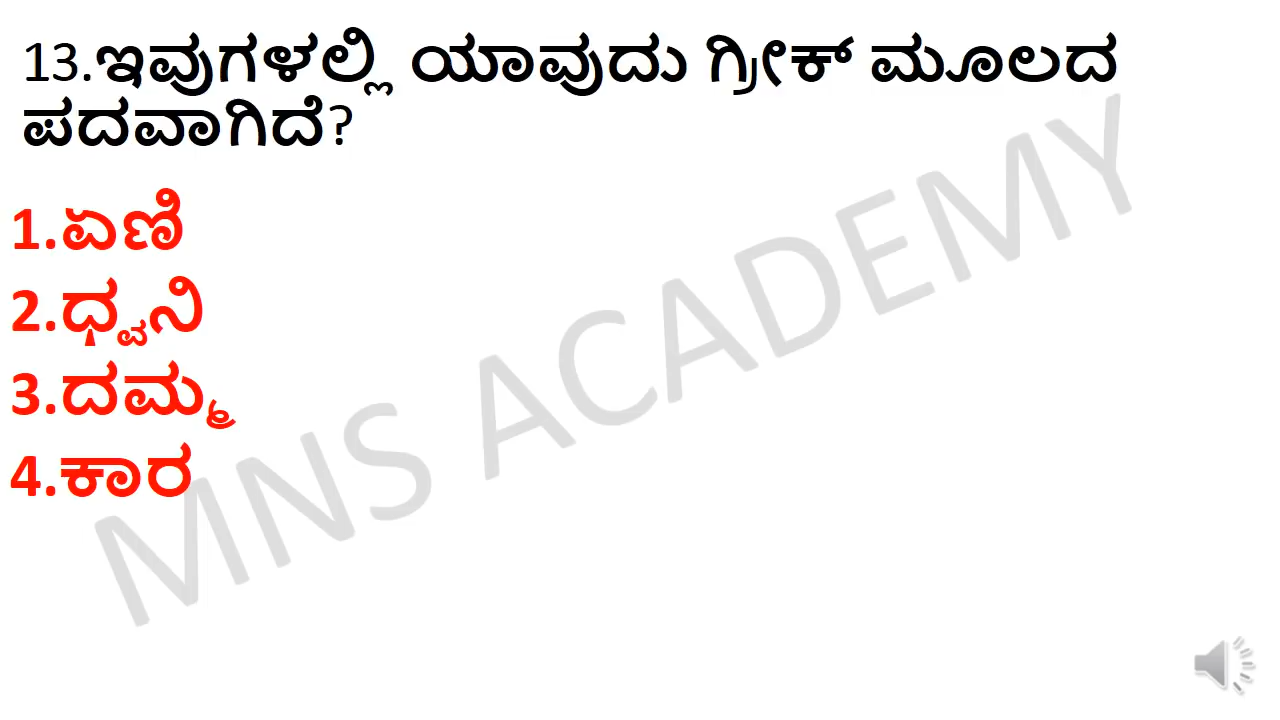 13.ಇವುಗಳಲ್ಲಿ ಯಾವುದು ಗ್ರೀಕ್ ಮೂಲದ
ಪದವಾಗಿದೆ?
1.ಏಣಿ
2.ಧ್ವನಿ
3.ದಮ್ಮ್ರ
4.ಕಾರ
MNS ACADEMY